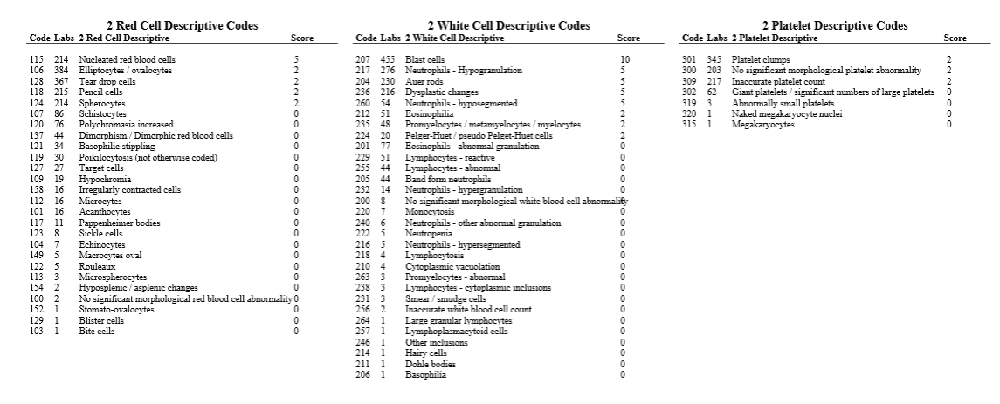 2 Red Cell Descriptive Codes
Code Labs 2 Red Cell Descriptive Score
115 214 Nucleated red blood cells 5
106 384 Elliptocytes / ovalocytes 2
128 367 Tear drop cells 2
118 215 Pencil cells 2
124 214 Spherocytes 2
107 86 Schistocytes 0
120 76 Polychromasia increased 0
137 44 Dimorphism / Dimorphic red blood cells 0
121 34 Basophilic stippling 0
119 30 Poikilocytosis (not otherwise coded) 0
127 27 Target cells 0
109 19 Hypochromia 0
158 16 Irregularly contracted cells 0
112 16 Microcytes 0
101 16 Acanthocytes 0
117 11 Pappenheimer bodies 0
123 8 Sickle cells 0
104 7 Echinocytes 0
149 5 Macrocytes oval 0
122 5 Rouleaux 0
113 3 Microspherocytes 0
154 2 Hyposplenic / asplenic changes 0
100 2 No significant morphological red blood cell abnormality 0
152 1 Stomato-ovalocytes 0
129 1 Blister cells 0
103 1 Bite cells 0
2 White Cell Descriptive Codes
Code Labs 2 White Cell Descriptive Score
207 455 Blast cells 10
217 276 Neutrophils - Hypogranulation 5
204 230 Auer rods 5
236 216 Dysplastic changes 5
260 54 Neutrophils - hyposegmented 5
212 51 Eosinophilia 2
235 48 Promyelocytes / metamyelocytes / myelocytes 2
224 20 Pelger-Huet / pseudo Pelget-Huet cells 2
201 77 Eosinophils - abnormal granulation 0
229 51 Lymphocytes - reactive 0
255 44 Lymphocytes - abnormal 0
205 44 Band form neutrophils 0
232 14 Neutrophils - hypergranulation 0
200 8 No significant morphological white blood cell abnormality 0
220 7 Monocytosis 0
240 6 Neutrophils - other abnormal granulation 0
222 5 Neutropenia 0
216 5 Neutrophils - hypersegmented 0
218 4 Lymphocytosis 0
210 4 Cytoplasmic vacuolation 0
263 3 Promyelocytes - abnormal 0
238 3 Lymphocytes - cytoplasmic inclusions 0
231 3 Smear / smudge cells 0
256 2 Inaccurate white blood cell count 0
264 1 Large granular lymphocytes 0
257 1 Lymphoplasmacytoid cells 0
246 1 Other inclusions 0
214 1 Hairy cells 0
211 1 Dohle bodies 0
206 1 Basophilia 0
2 Platelet Descriptive Codes
Code Labs 2 Platelet Descriptive Score
301 345 Platelet clumps 2
300 203 No significant morphological platelet abnormality 2
309 217 Inaccurate platelet count 2
302 62 Giant platelets / significant numbers of large platelets 0
319 3 Abnormally small platelets 0
320 1 Naked megakaryocyte nuclei 0
315 1 Megakaryocytes 0